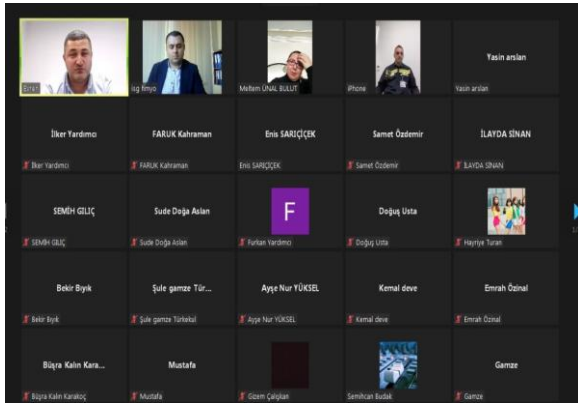 Evran
isg fmyo
Meltem ÜNAL BULUT
iPhone
Yasin arslan
Yasin arslan
İlker Yardımcı
FARUK Kahraman
Enis SARIÇİÇEK
Samet Özdemir
İLAYDA SİNAN
İlker Yardımcı
FARUK Kahraman
Enis SARIÇİÇEK
Samet Özdemir
İLAYDA SİNAN
SEMİH GILIÇ
Sude Doğa Aslan
F
Doğuş Usta
SEMİH GILIÇ
Sude Doğa Aslan
Furkan Yardımcı
Doğuş Usta
Hayriye Turan
Bekir Bıyık
Şule gamze Tür...
Ayşe Nur YÜKSEL
Kemal deve
Emrah Özinal
Bekir Bıyık
Şule gamze Türkekul
Ayşe Nur YÜKSEL
Kemal deve
Emrah Özinal
Büşra Kalın Kara...
Mustafa
Gamze
Büşra Kalın Karakoç
Mustafa
Gizem Çalışkan
Semihcan Budak
Gamze